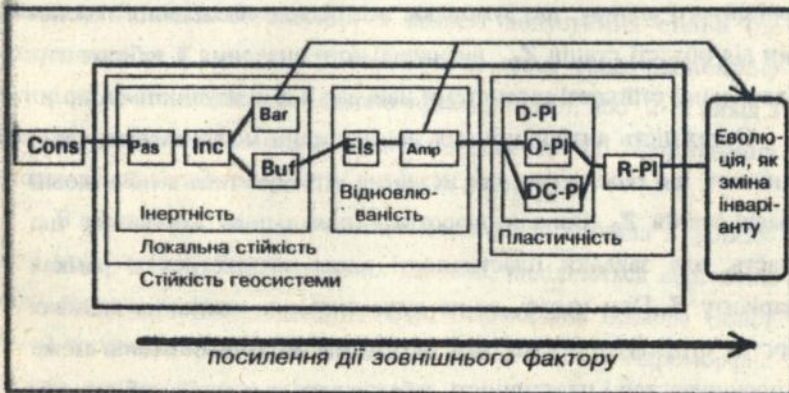 Cons
Pas
Inc
Bar
Buf
Els
Amp
D-Pl
O-Pl
DC-Pl
R-Pl
Еволю-
ція, як
зміна
інварі-
анту
Інертність
Відновлю-
ваність
Пластичність
Локальна стійкість
Стійкість геосистеми
посилення дії зовнішнього фактору